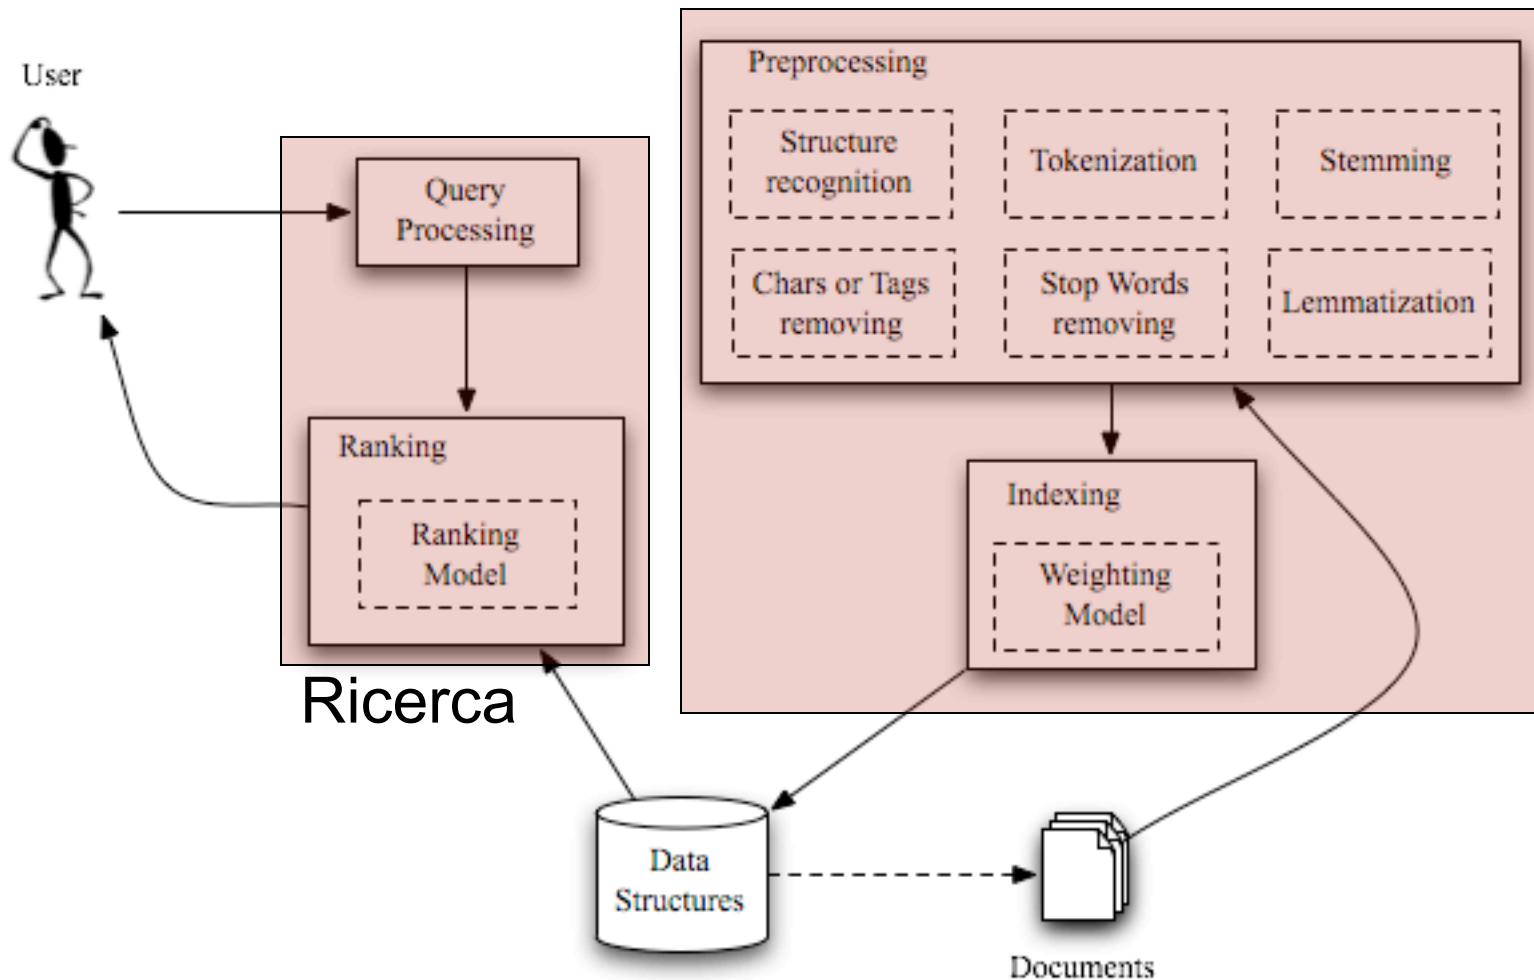 User
Query
Processing
Ranking
Ranking
Model
Ricerca
Preprocessing
Structure
recognition
Tokenization
Stemming
Chars or Tags
removing
Stop Words
removing
Lemmatization
Indexing
Weighting
Model
Data
Structures
Documents